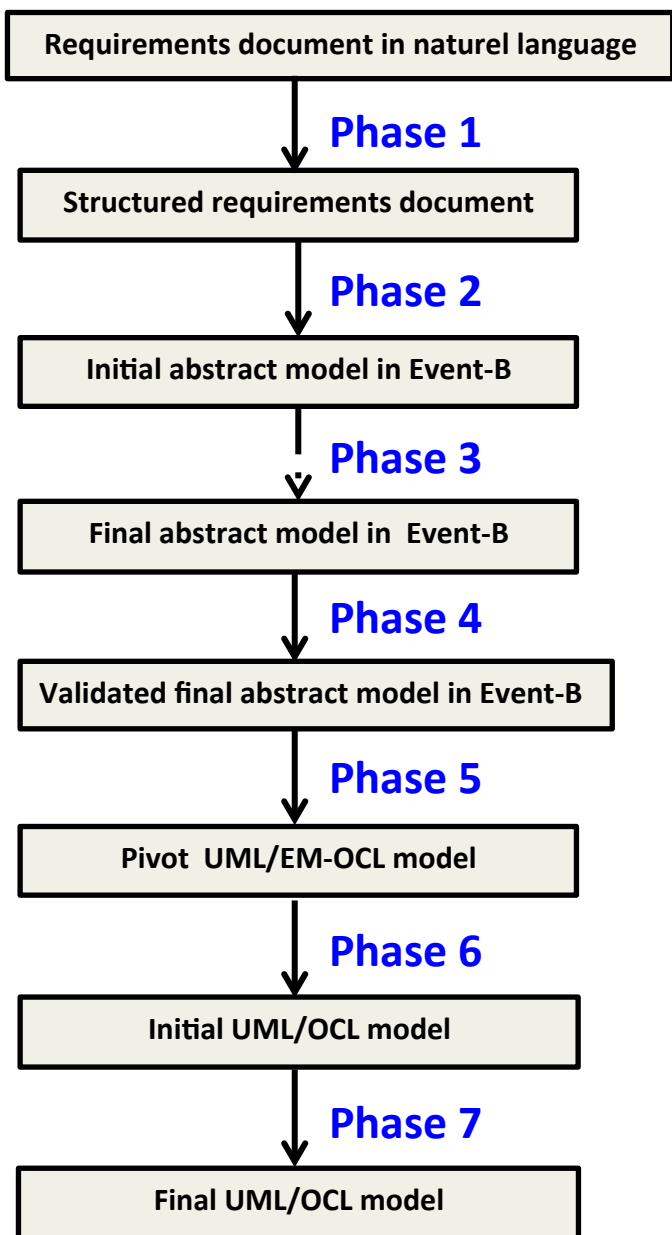 Requirements document in naturel language
Phase 1
Structured requirements document
Phase 2
Initial abstract model in Event-B
Phase 3
Final abstract model in Event-B
Phase 4
Validated final abstract model in Event-B
Phase 5
Pivot UML/EM-OCL model
Phase 6
Initial UML/OCL model
Phase 7
Final UML/OCL model